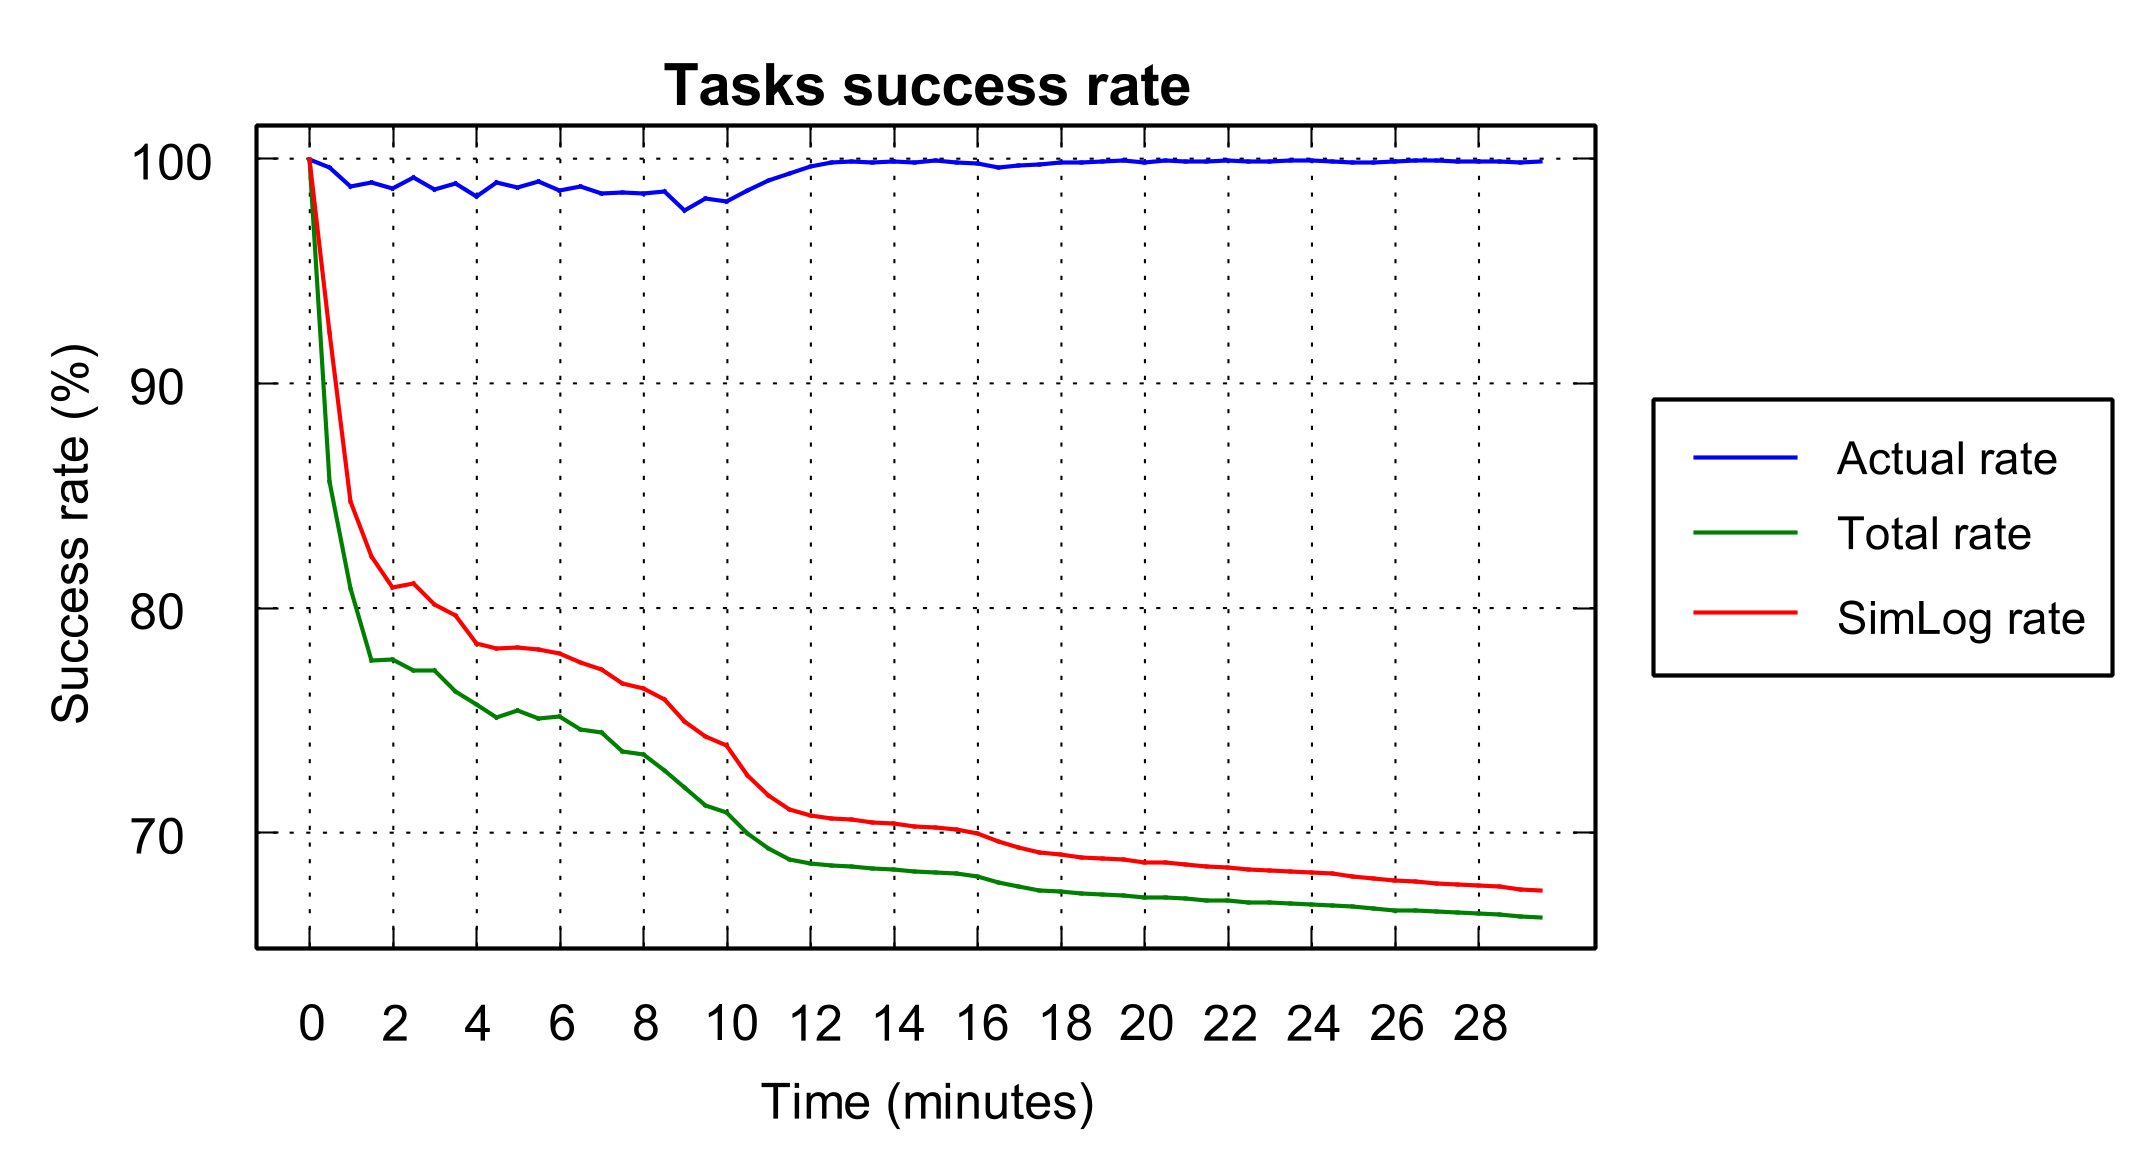 Tasks success rate
100
90
80
70
Success rate (%)
0 2 4 6 8 10 12 14 16 18 20 22 24 26 28
Time (minutes)
Actual rate
Total rate
SimLog rate